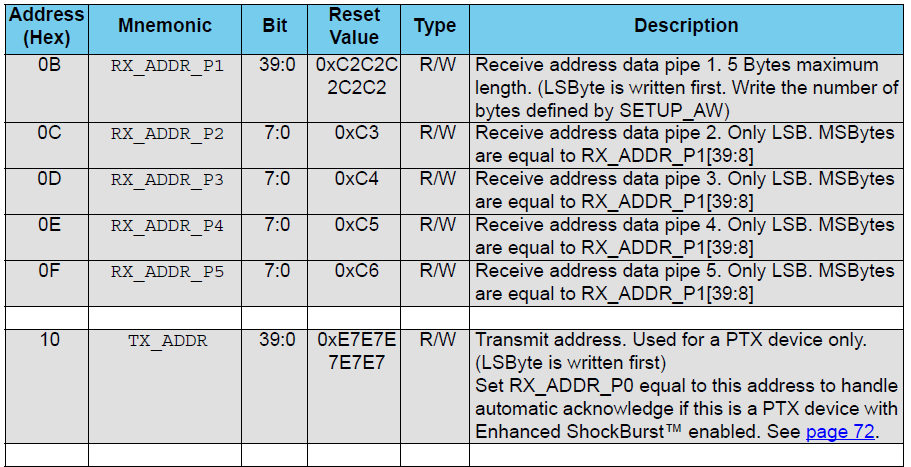 Address (Hex) Mnemonic Bit Reset Value Type Description
0B RX_ADDR_P1 39:0 0xC2C2C R/W Receive address data pipe 1. 5 Bytes maximum
2C2C2 length. (LSByte is written first. Write the number of
bytes defined by SETUP_AW)
0C RX_ADDR_P2 7:0 0xC3 R/W Receive address data pipe 2. Only LSB. MSBytes
are equal to RX_ADDR_P1[39:8]
0D RX_ADDR_P3 7:0 0xC4 R/W Receive address data pipe 3. Only LSB. MSBytes
are equal to RX_ADDR_P1[39:8]
0E RX_ADDR_P4 7:0 0xC5 R/W Receive address data pipe 4. Only LSB. MSBytes
are equal to RX_ADDR_P1[39:8]
0F RX_ADDR_P5 7:0 0xC6 R/W Receive address data pipe 5. Only LSB. MSBytes
are equal to RX_ADDR_P1[39:8]
10 TX_ADDR 39:0 0xE7E7E R/W Transmit address. Used for a PTX device only.
7E7E7 (LSByte is written first)
Set RX_ADDR_P0 equal to this address to handle
automatic acknowledge if this is a PTX device with
Enhanced ShockBurst™ enabled. See page 72.